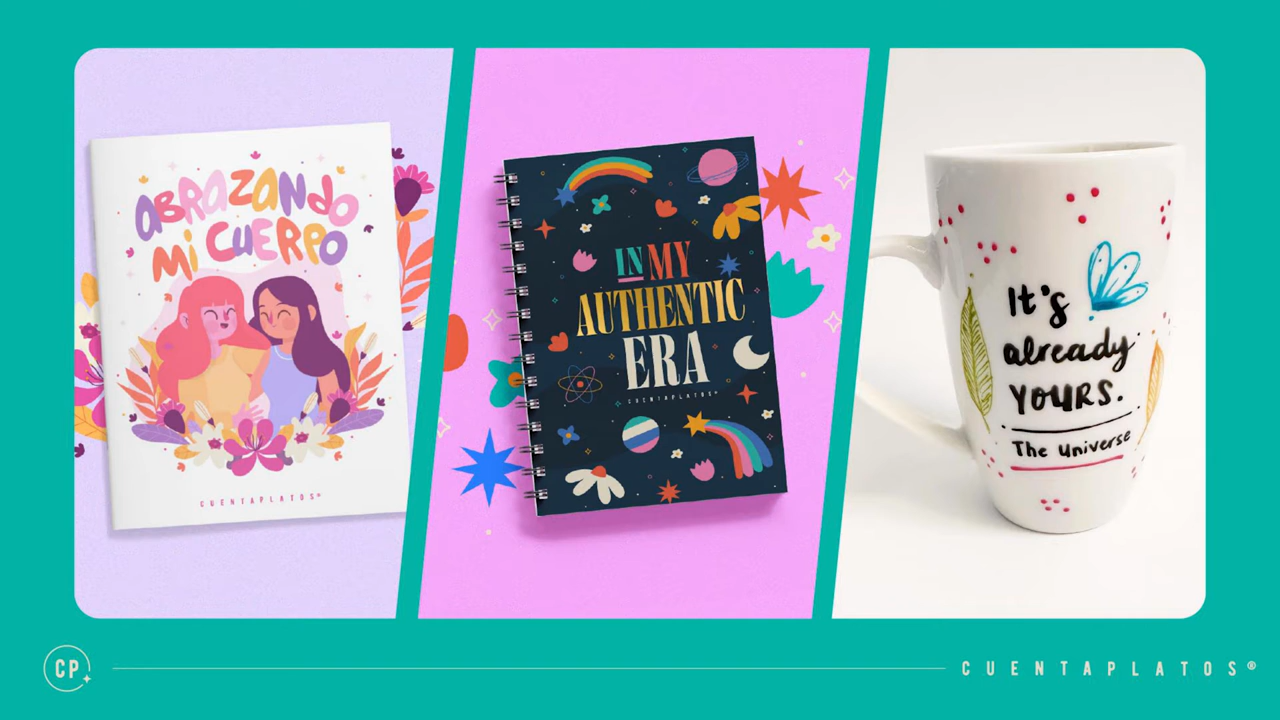 ABRAZANDO
MI CUERPO
CUENTAPLATOS®
IN MY
AUTHENTIC
ERA
CUENTAPLATOS®
It's
already
YOURS.
The Universe
CP
CUENTAPLATOS®